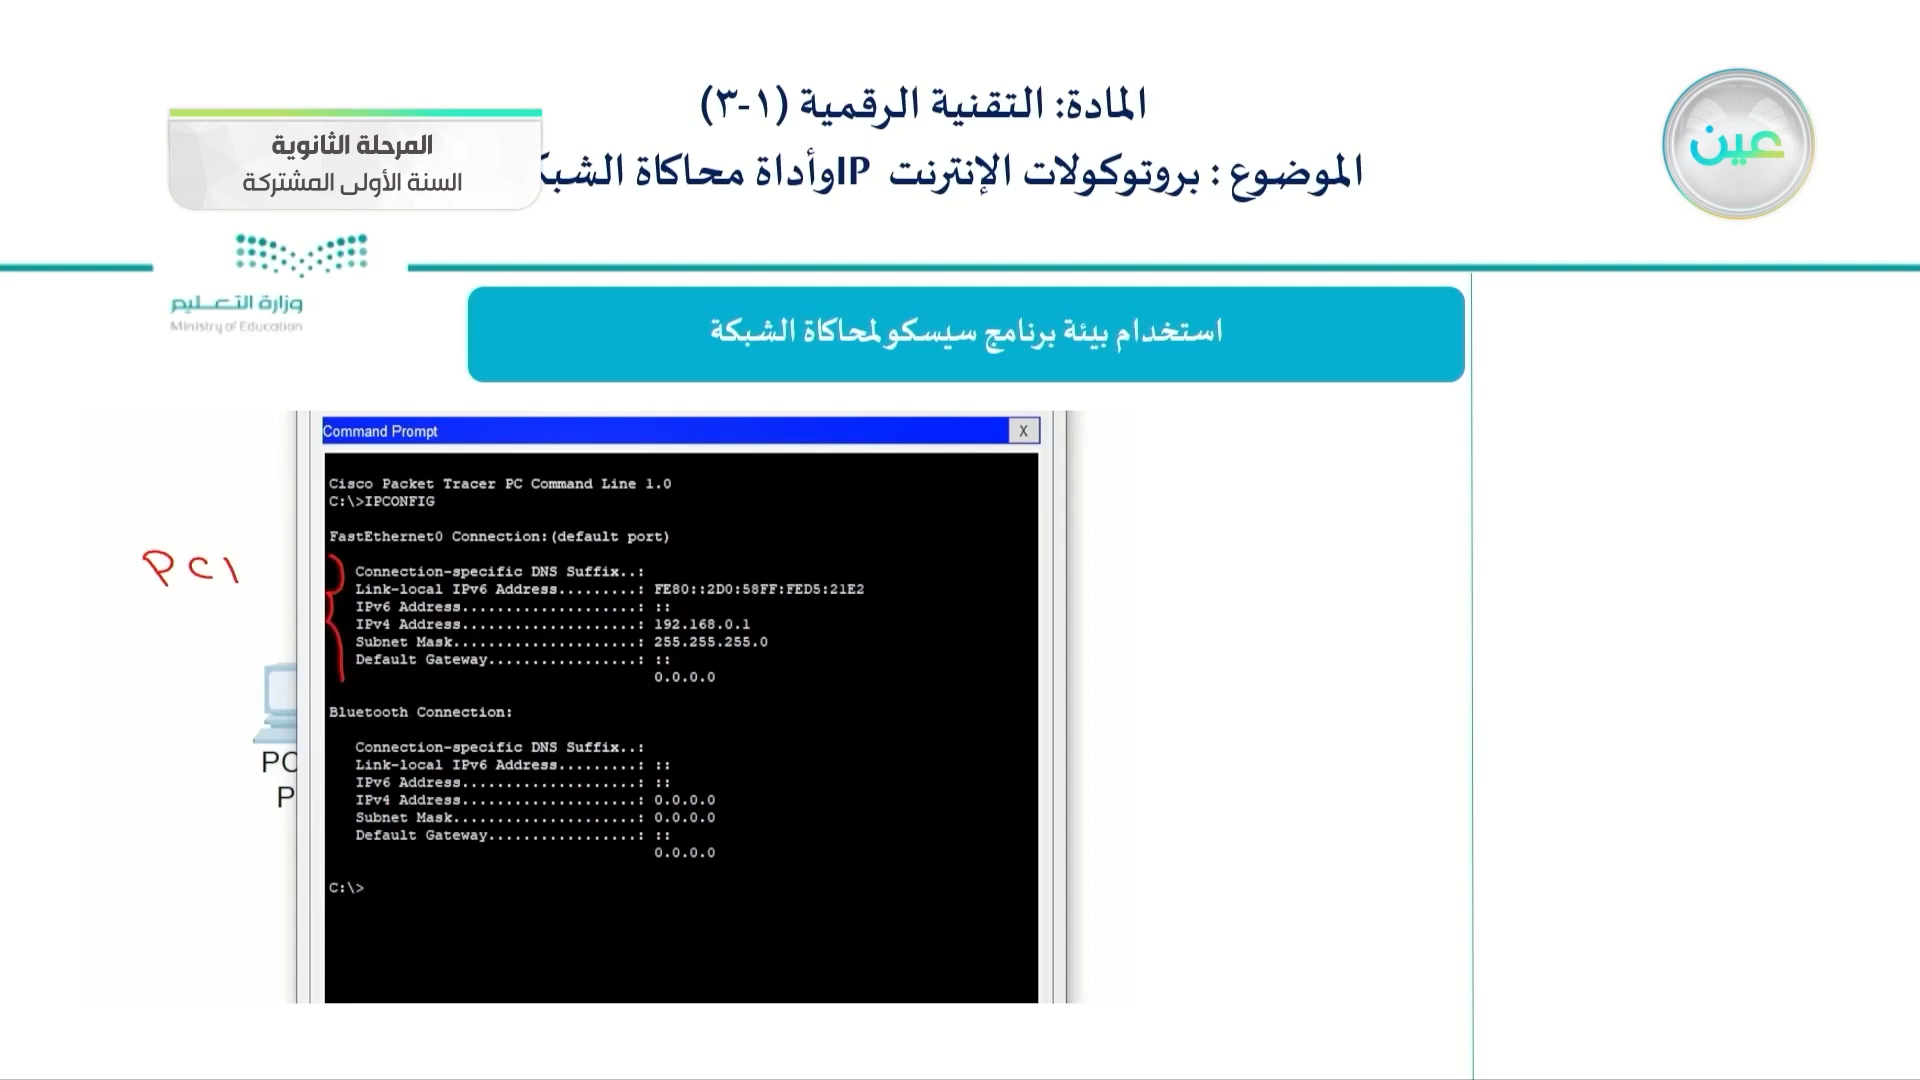 المادة: التقنية الرقمية (١-٣)
المرحلة الثانوية
السنة الأولى المشتركة
الموضوع : بروتوكولات الإنترنت IP وأداة محاكاة
عين
وزارة التعليم
Ministry of Education
استخدام بيئة برنامج سيسكو لمحاكاة الشبكة
Command Prompt X
Cisco Packet Tracer PC Command Line 1.0
C:\>IPCONFIG
FastEthernet0 Connection:(default port)
Connection-specific DNS Suffix..:
Link-local IPv6 Address.........: FE80::2D0:58FF:FED5:21E2
IPv6 Address....................: ::
IPv4 Address....................: 192.168.0.1
Subnet Mask.....................: 255.255.255.0
Default Gateway.................: ::
0.0.0.0
Bluetooth Connection:
Connection-specific DNS Suffix..:
Link-local IPv6 Address.........: ::
IPv6 Address....................: ::
IPv4 Address....................: 0.0.0.0
Subnet Mask.....................: 0.0.0.0
Default Gateway.................: ::
0.0.0.0
C:\>
PC1
PC
P